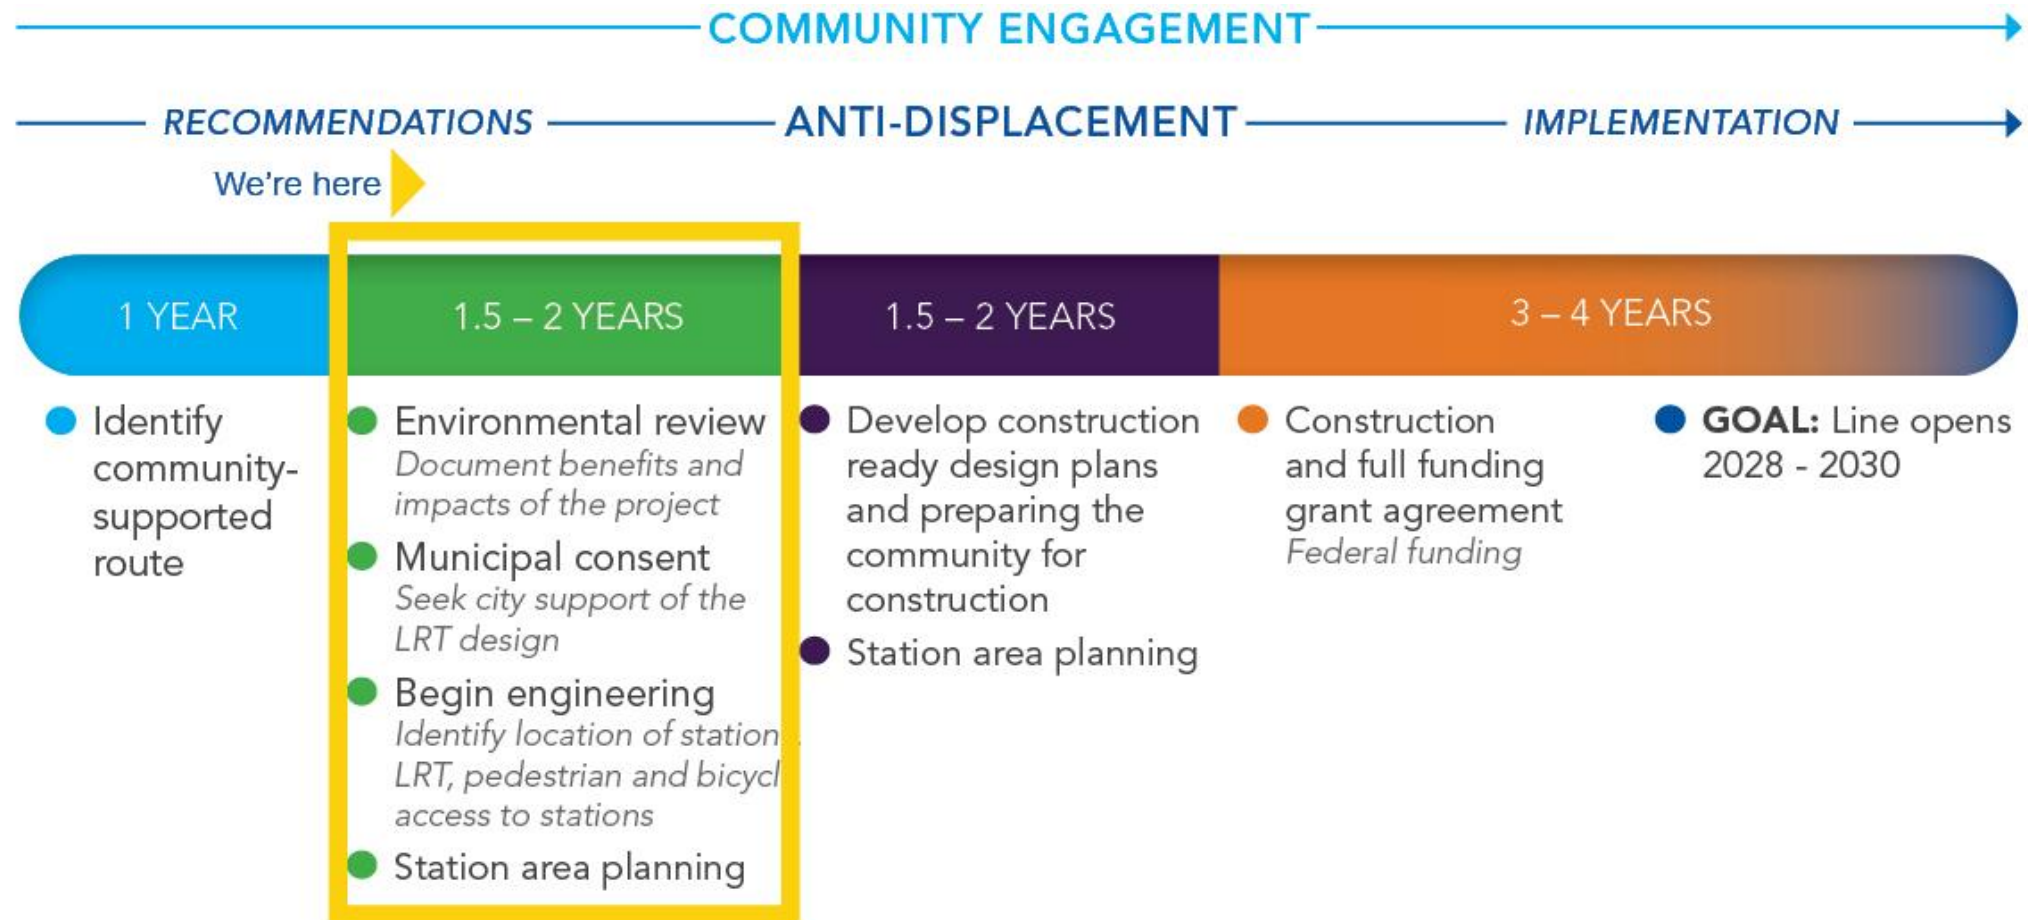 COMMUNITY ENGAGEMENT
RECOMMENDATIONS ANTI-DISPLACEMENT IMPLEMENTATION
We're here
1 YEAR
1.5 – 2 YEARS
1.5 – 2 YEARS
3 – 4 YEARS
Identify
community-
supported
route
Environmental review
Document benefits and
impacts of the project
Municipal consent
Seek city support of the
LRT design
Begin engineering
Identify location of station
LRT, pedestrian and bicycl
access to stations
Station area planning
Develop construction
ready design plans
and preparing the
community for
construction
Station area planning
Construction
and full funding
grant agreement
Federal funding
GOAL: Line opens
2028 - 2030